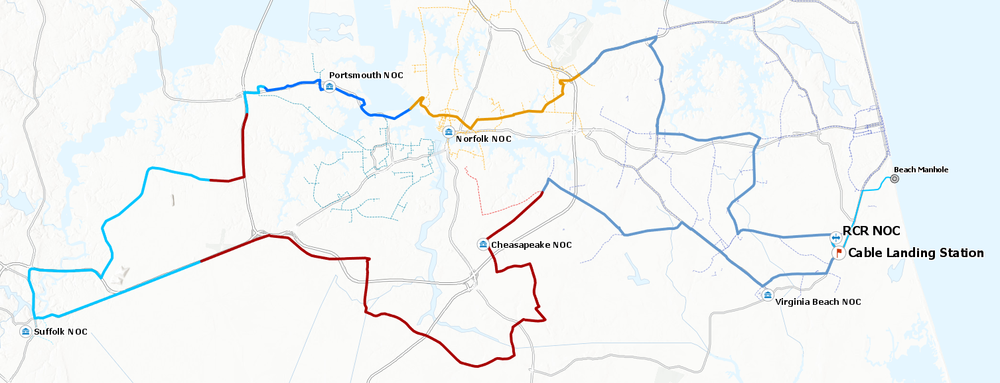 Portsmouth NOC
Norfolk NOC
Beach Manhole
RCR NOC
Cheasapeake NOC
Cable Landing Station
Virginia Beach NOC
Suffolk NOC